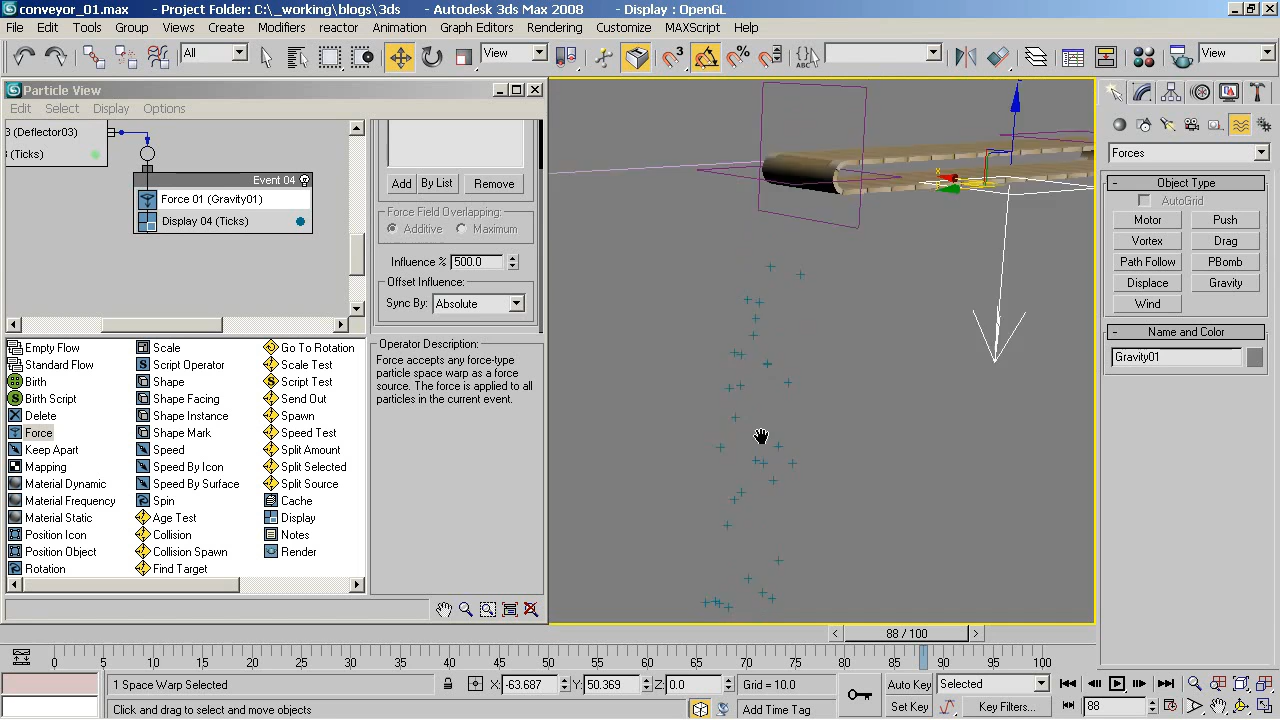 conveyor_01.max - Project Folder: C:\_working\blogs\3ds - Autodesk 3ds Max 2008 - Display : OpenGL
File Edit Tools Group Views Create Modifiers reactor Animation Graph Editors Rendering Customize MAXScript Help
All
View
3
%
ABC
View
Particle View
Edit Select Display Options
3 (Deflector03)
(Ticks)
Event 04
Force 01 (Gravity01)
Display 04 (Ticks)
Add By List Remove
Force Field Overlapping:
Additive Maximum
Influence % 500.0
Offset Influence:
Sync By: Absolute
Empty Flow Scale Go To Rotation
Standard Flow Script Operator Scale Test
Birth Shape Script Test
Birth Script Shape Facing Send Out
Delete Shape Instance Spawn
Force Shape Mark Speed Test
Keep Apart Speed Split Amount
Mapping Speed By Icon Split Selected
Material Dynamic Speed By Surface Split Source
Material Frequency Spin Cache
Material Static Age Test Display
Position Icon Collision Notes
Position Object Collision Spawn Render
Rotation Find Target
Operator Description:
Force accepts any force-type
particle space warp as a force
source. The force is applied to all
particles in the current event.
Forces
- Object Type
AutoGrid
Motor Push
Vortex Drag
Path Follow PBomb
Displace Gravity
Wind
- Name and Color
Gravity01
< 88 / 100 >
0 5 10 15 20 25 30 35 40 45 50 55 60 65 70 75 80 85 90 95 100
1 Space Warp Selected X: -63.687 Y: 50.369 Z: 0.0 Grid = 10.0 Auto Key Selected
Click and drag to select and move objects Add Time Tag Set Key Key Filters... 88